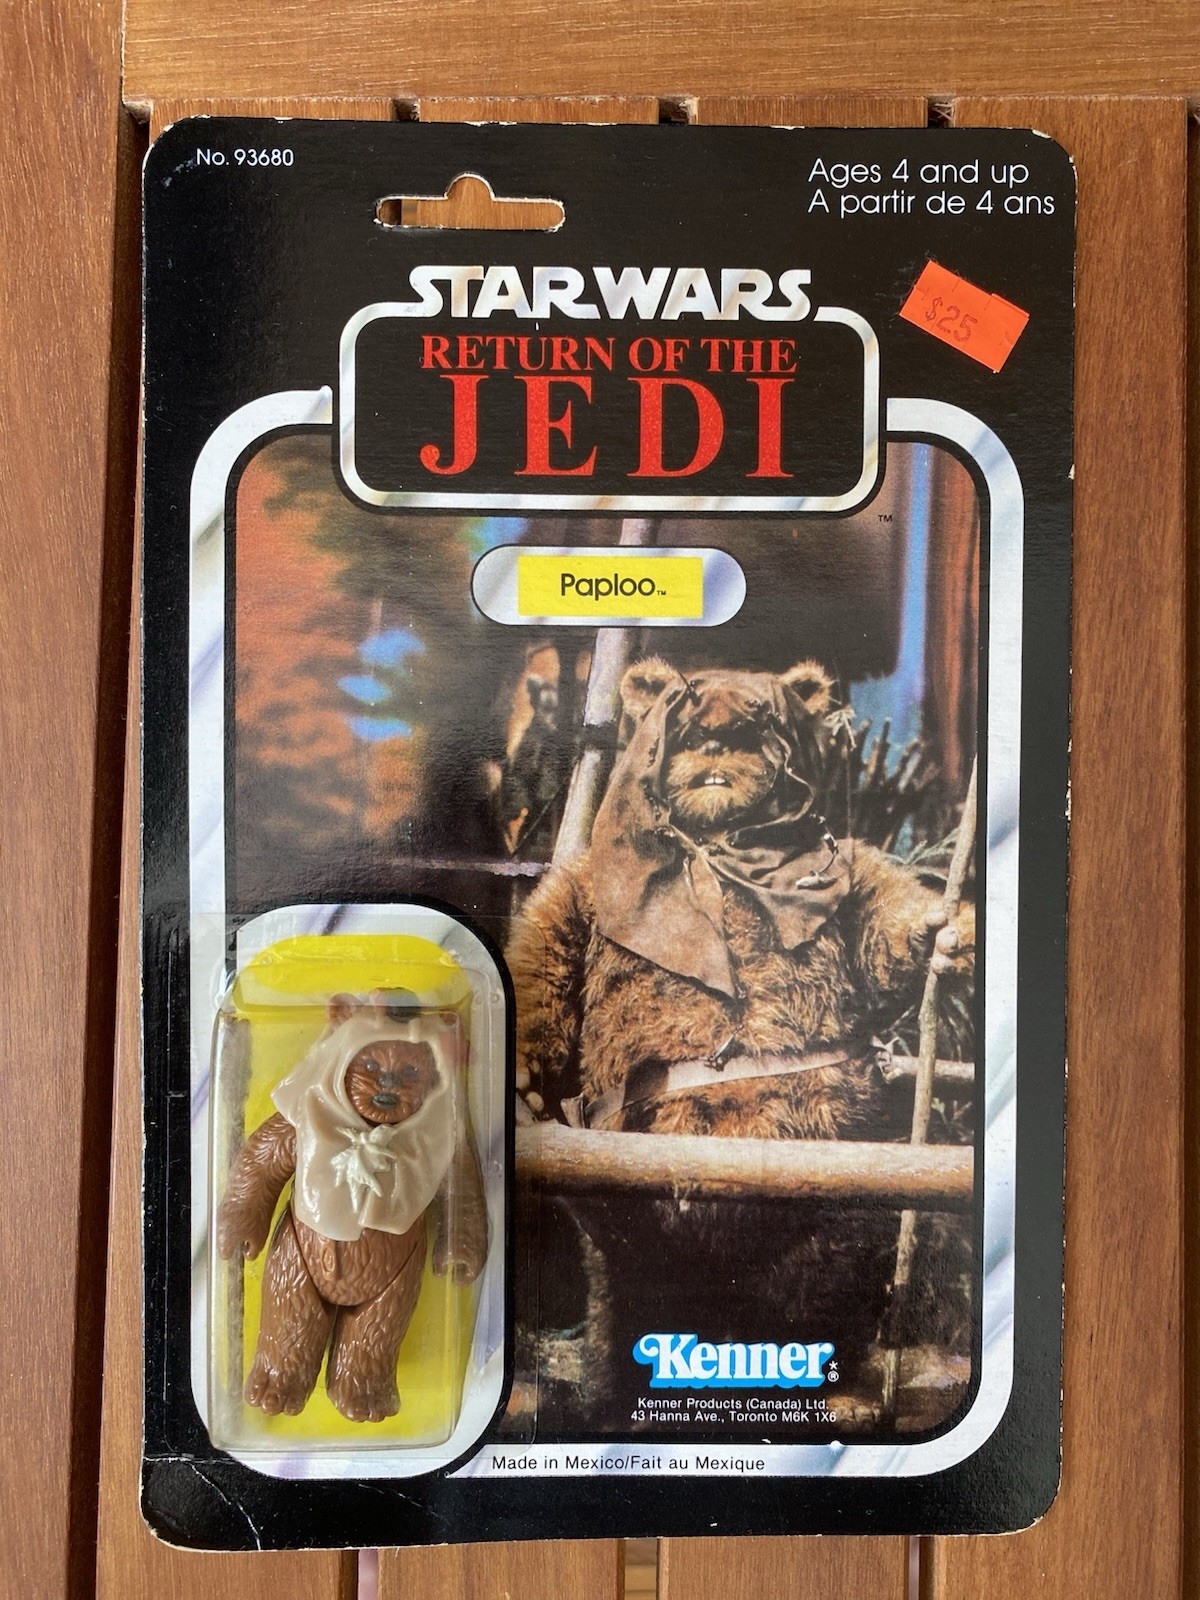 No. 93680
Ages 4 and up
A partir de 4 ans
STAR WARS
RETURN OF THE
JEDI
$25
TM
Paploo™
Kenner*®
Kenner Products (Canada) Ltd.
43 Hanna Ave., Toronto M6K 1X6
Made in Mexico/Fait au Mexique